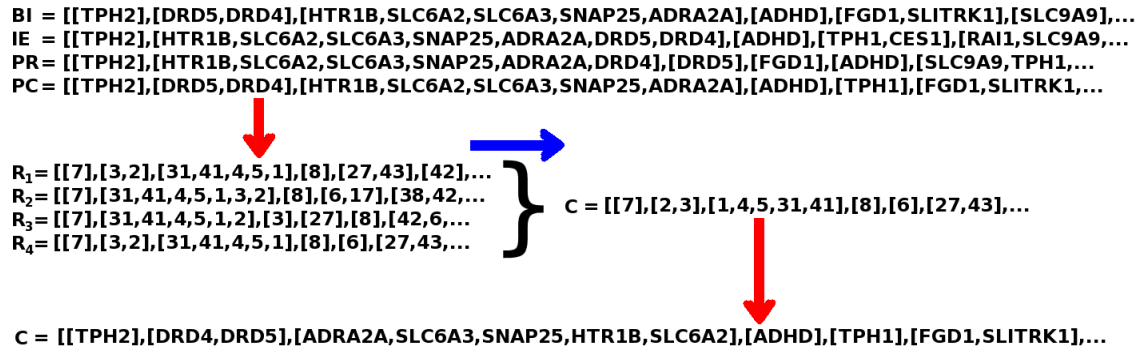 BI = [[TPH2],[DRD5,DRD4],[HTR1B,SLC6A2,SLC6A3,SNAP25,ADRA2A],[ADHD],[FGD1,SLITRK1],[SLC9A9],...
IE = [[TPH2],[HTR1B,SLC6A2,SLC6A3,SNAP25,ADRA2A,DRD5,DRD4],[ADHD],[TPH1,CES1],[RAI1,SLC9A9,...
PR= [[TPH2],[HTR1B,SLC6A2,SLC6A3,SNAP25,ADRA2A,DRD4],[DRD5],[FGD1],[ADHD],[SLC9A9,TPH1,...
PC= [[TPH2],[DRD5,DRD4],[HTR1B,SLC6A2,SLC6A3,SNAP25,ADRA2A],[ADHD],[TPH1],[FGD1,SLITRK1,...
R1= [[7],[3,2],[31,41,4,5,1],[8],[27,43],[42],...
R2= [[7],[31,41,4,5,1,3,2],[8],[6,17],[38,42,...
R3= [[7],[31,41,4,5,1,2],[3],[27],[8],[42,6,...
R4= [[7],[3,2],[31,41,4,5,1],[8],[6],[27,43,...
}
C = [[7],[2,3],[1,4,5,31,41],[8],[6],[27,43],...
C = [[TPH2],[DRD4,DRD5],[ADRA2A,SLC6A3,SNAP25,HTR1B,SLC6A2],[ADHD],[TPH1],[FGD1,SLITRK1],...